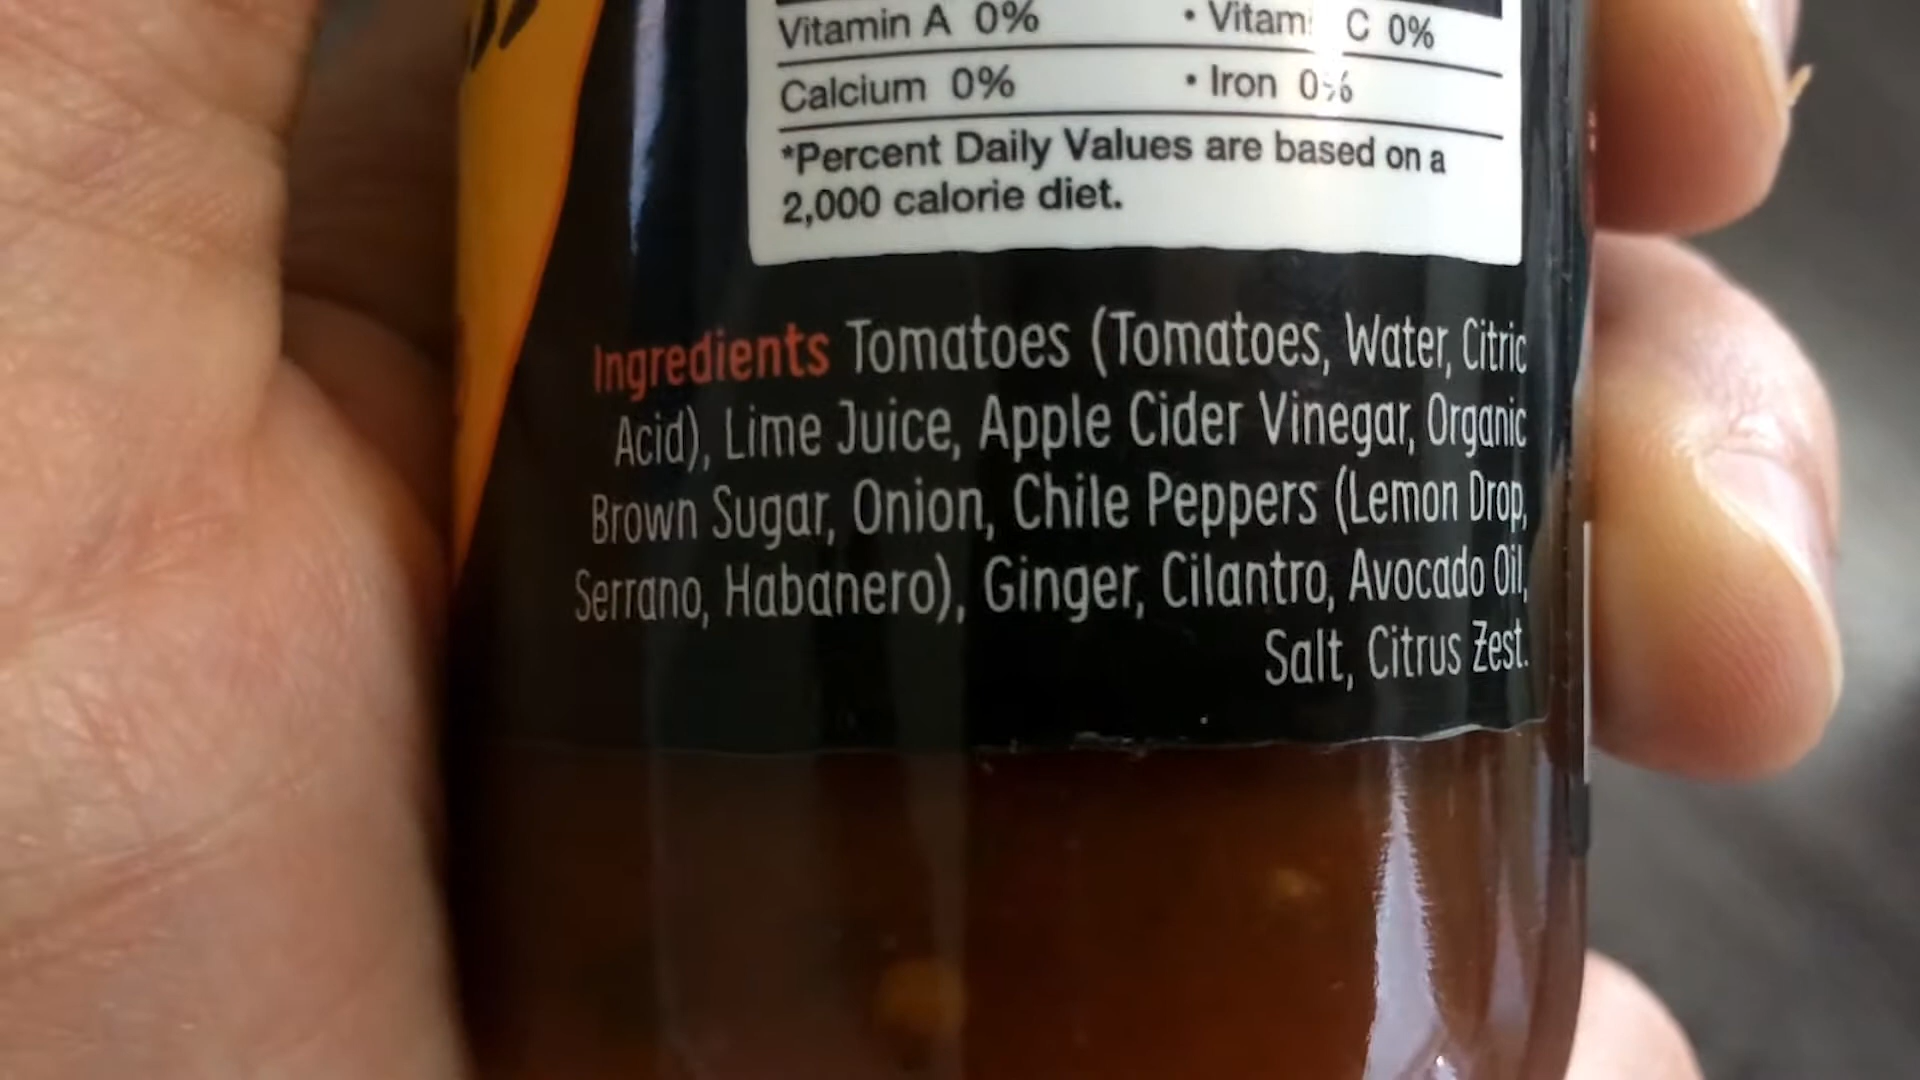 Vitamin A 0% • Vitamin C 0%
Calcium 0% • Iron 0%
*Percent Daily Values are based on a
2,000 calorie diet.
Ingredients Tomatoes (Tomatoes, Water, Citric
Acid), Lime Juice, Apple Cider Vinegar, Organic
Brown Sugar, Onion, Chile Peppers (Lemon Drop,
Serrano, Habanero), Ginger, Cilantro, Avocado Oil,
Salt, Citrus Zest.